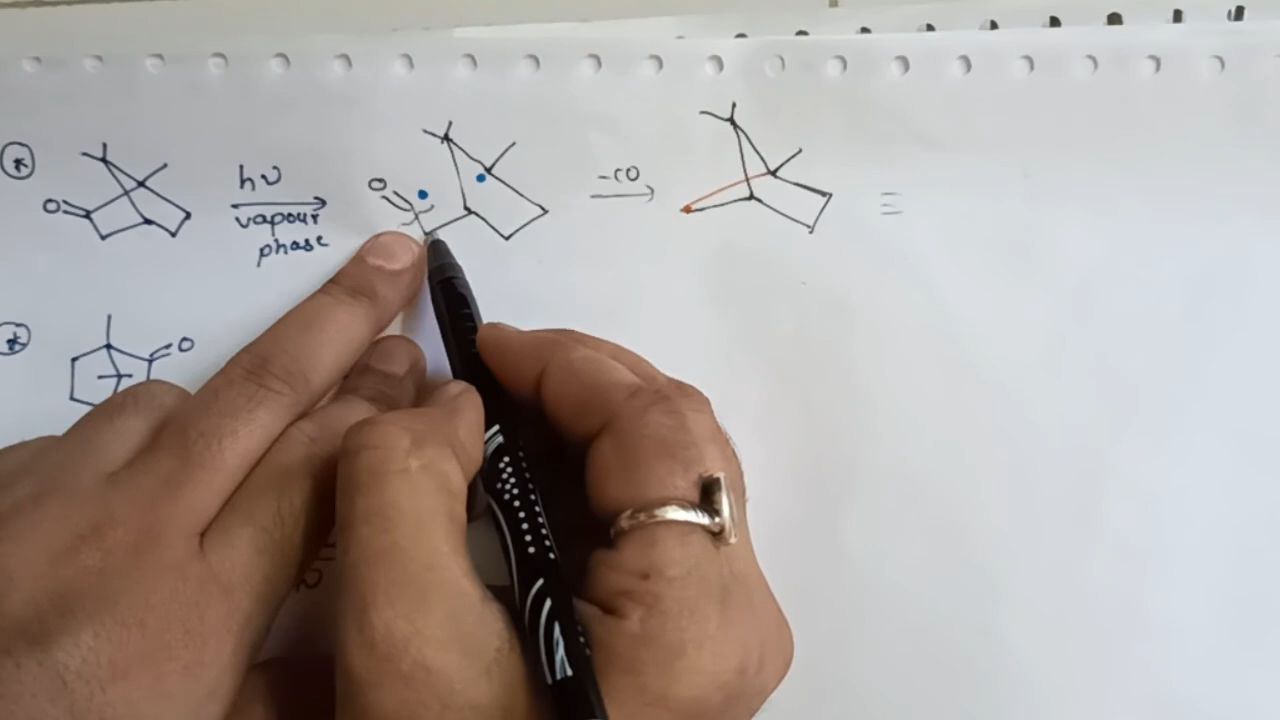 * O hν vapour phase O -CO ≡
* O